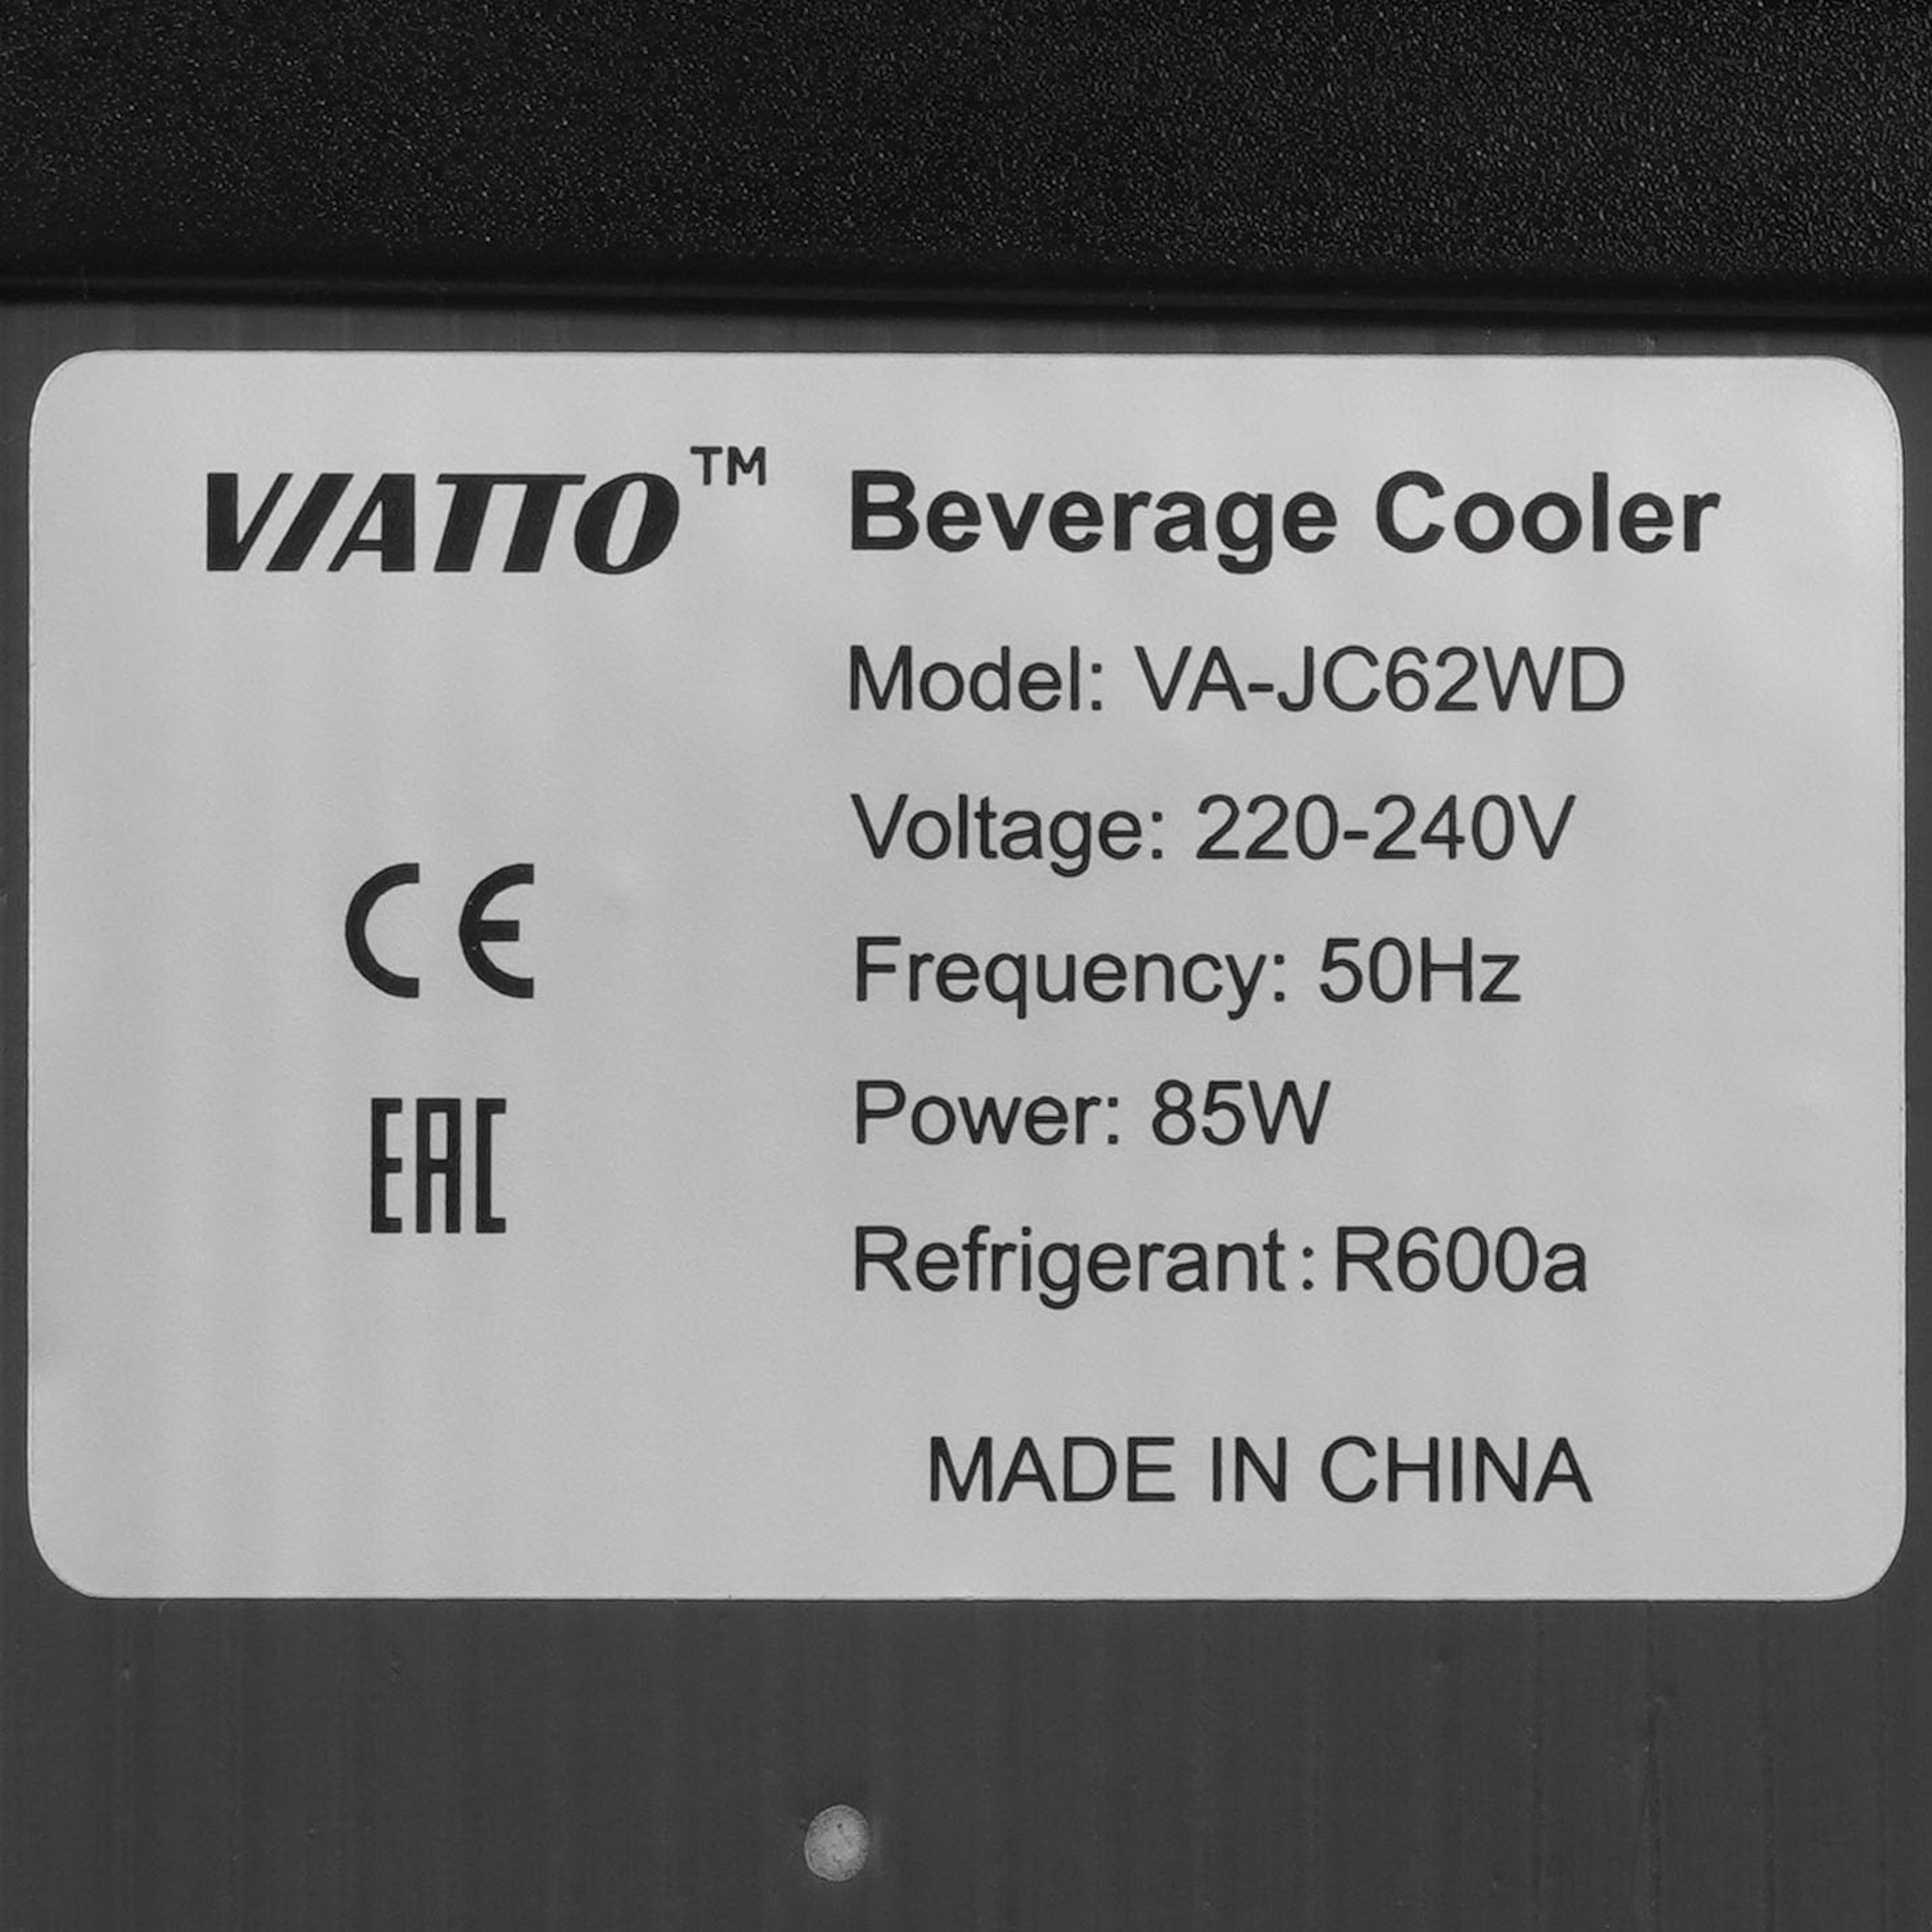 VIATTO™ Beverage Cooler
Model: VA-JC62WD
Voltage: 220-240V
CE
Frequency: 50Hz
Power: 85W
EAC
Refrigerant: R600a
MADE IN CHINA